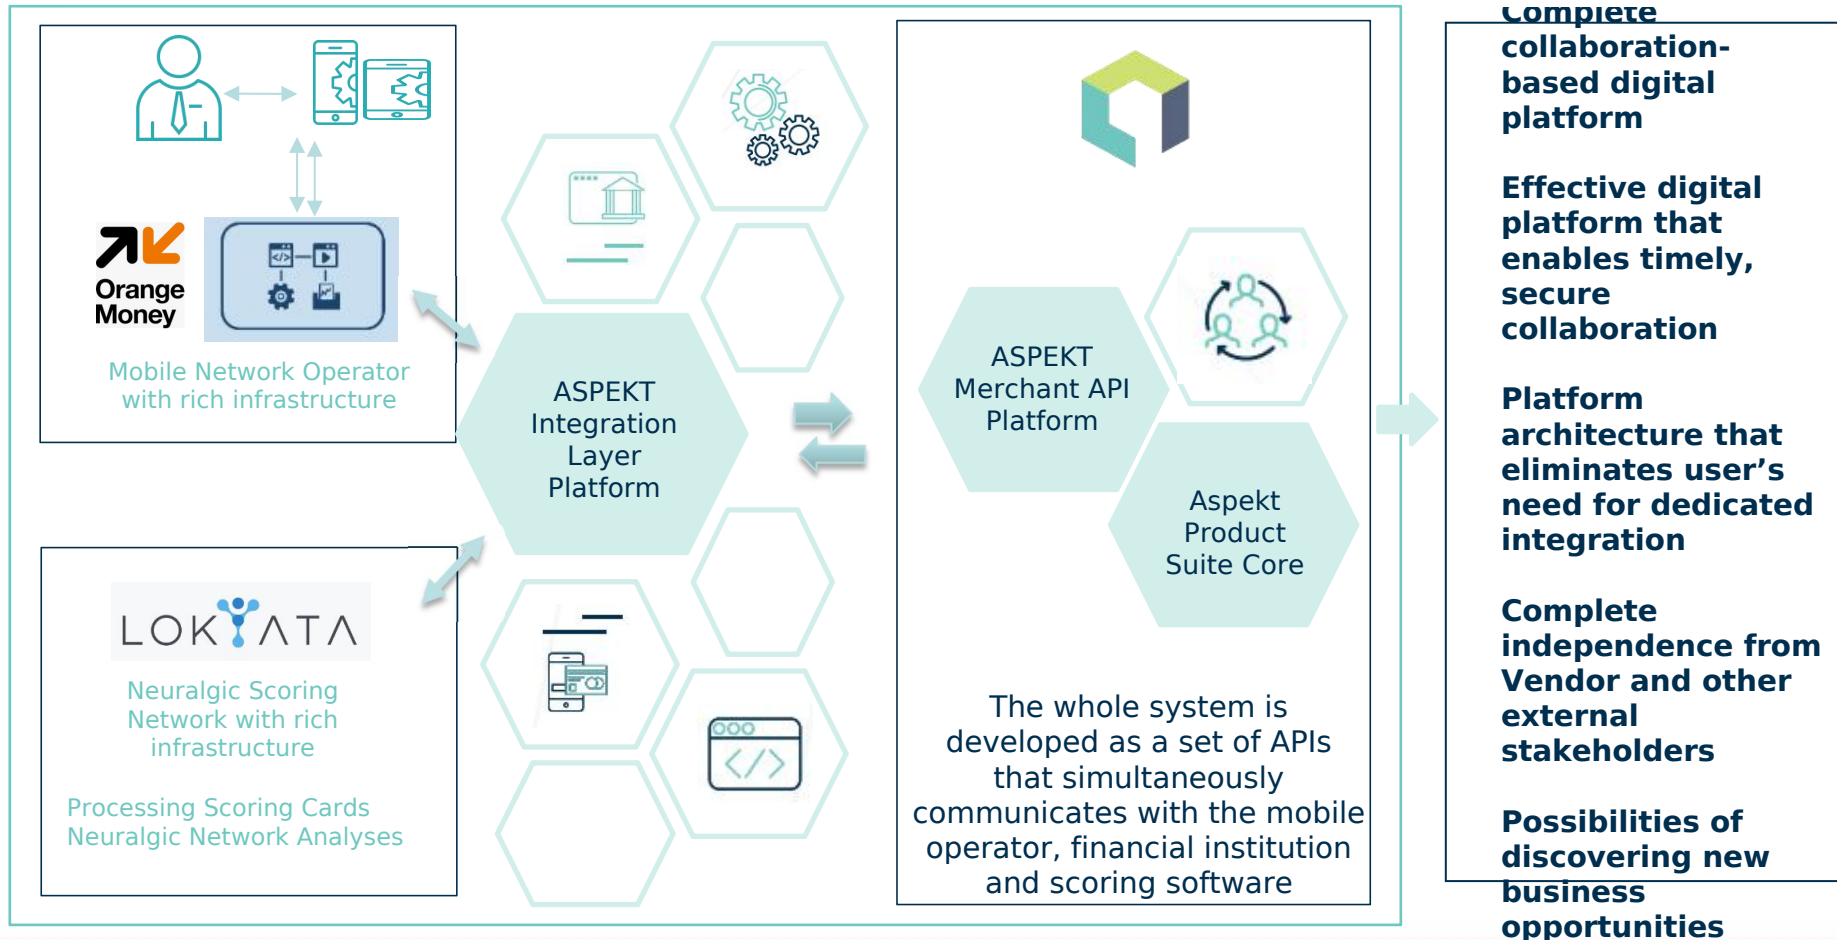 Orange
Money
Mobile Network Operator
with rich infrastructure
LOKYATA
Neuralgic Scoring
Network with rich
infrastructure
Processing Scoring Cards
Neuralgic Network Analyses
ASPEKT
Integration
Layer
Platform
</>
</>
ASPEKT
Merchant API
Platform
Aspekt
Product
Suite Core
The whole system is
developed as a set of APIs
that simultaneously
communicates with the mobile
operator, financial institution
and scoring software
Complete
collaboration-
based digital
platform
Effective digital
platform that
enables timely,
secure
collaboration
Platform
architecture that
eliminates user’s
need for dedicated
integration
Complete
independence from
Vendor and other
external
stakeholders
Possibilities of
discovering new
business
opportunities